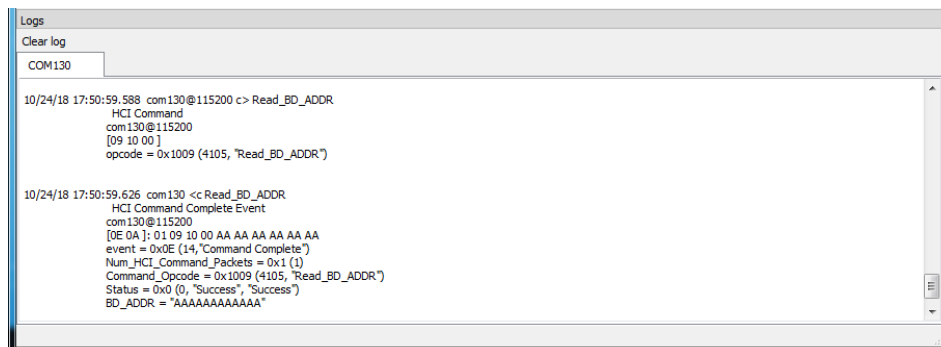 Logs
Clear log
COM130
10/24/18 17:50:59.588 com130@115200 c> Read_BD_ADDR
HCI Command
com130@115200
[09 10 00 ]
opcode = 0x1009 (4105, "Read_BD_ADDR")
10/24/18 17:50:59.626 com130 <c Read_BD_ADDR
HCI Command Complete Event
com130@115200
[0E 0A ]: 01 09 10 00 AA AA AA AA AA AA
event = 0x0E (14,"Command Complete")
Num_HCI_Command_Packets = 0x1 (1)
Command_Opcode = 0x1009 (4105, "Read_BD_ADDR")
Status = 0x0 (0, "Success", "Success")
BD_ADDR = "AAAAAAAAAAAA"